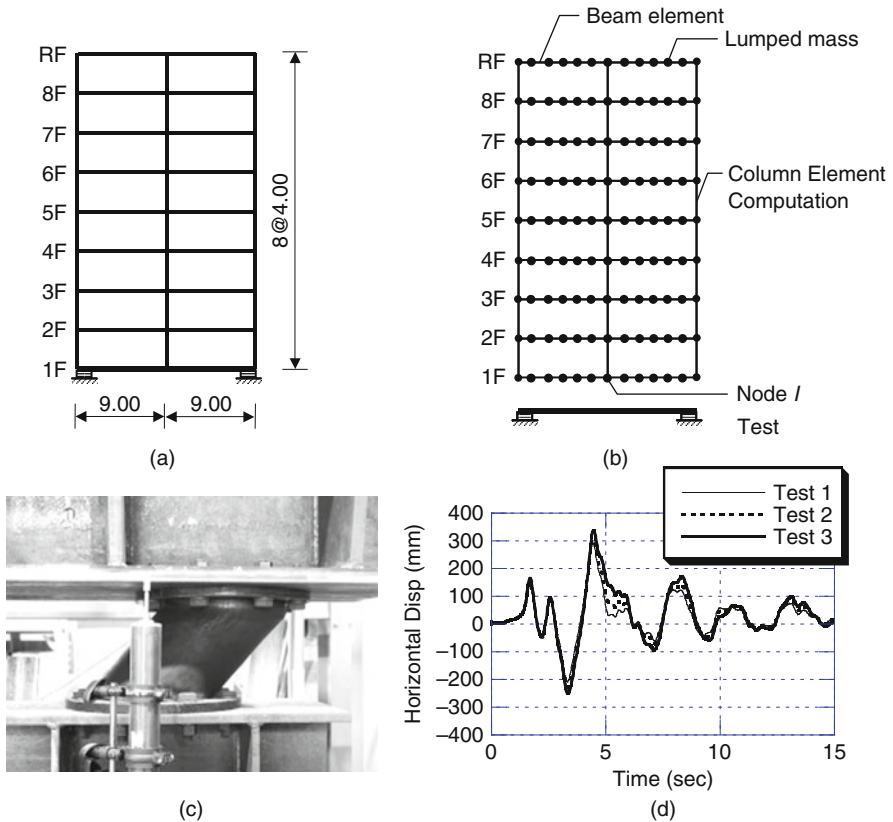 RF
8F
7F
6F
5F
4F
3F
2F
1F
8@4.00
9.00 9.00
(a)
Beam element
Lumped mass
RF
8F
7F
6F
5F
4F
3F
2F
1F
Column Element
Computation
Node I
Test
(b)
(c)
Test 1
Test 2
Test 3
Horizontal Disp (mm)
400
300
200
100
0
−100
−200
−300
−400
0 5 10 15
Time (sec)
(d)